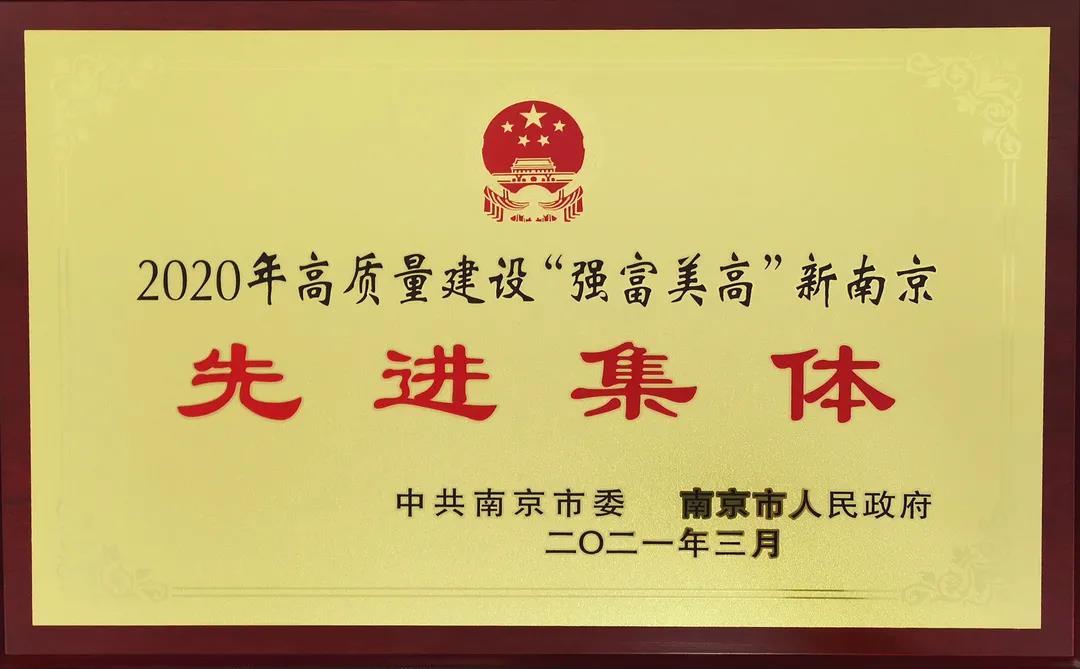 2020年高质量建设“强富美高”新南京
先进集体
中共南京市委 南京市人民政府
二〇二一年三月